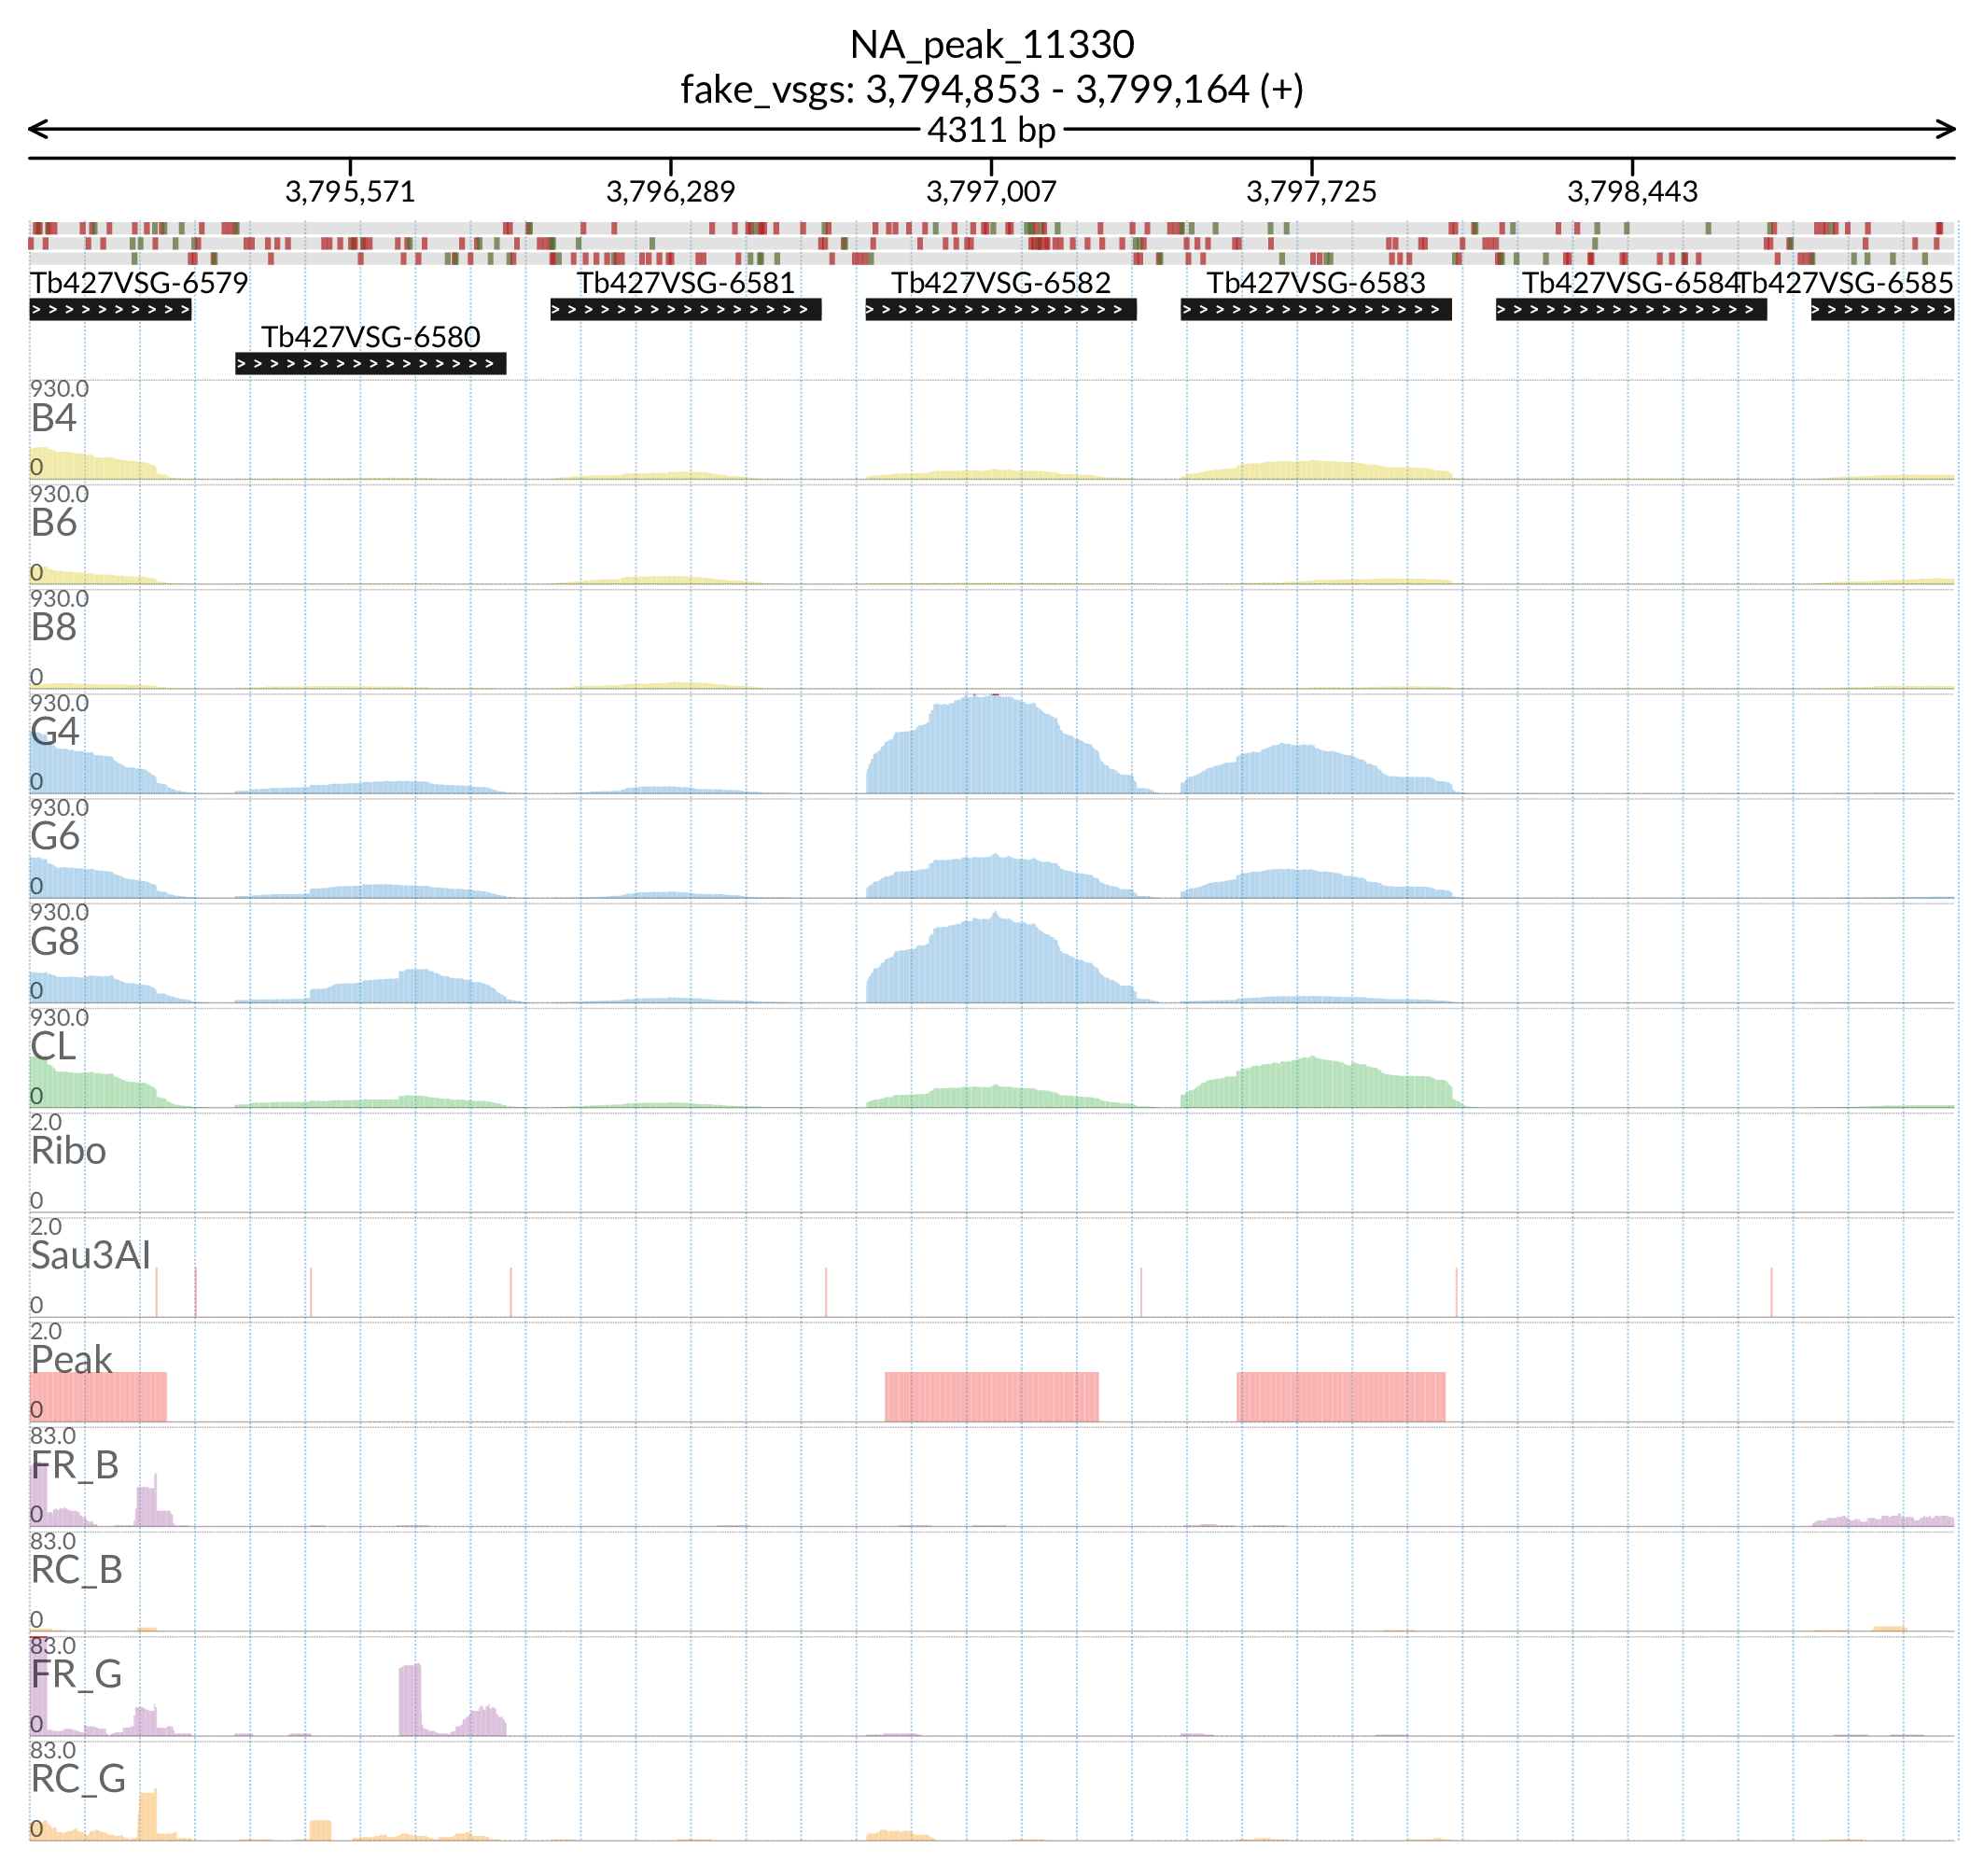 NA_peak_11330
fake_vsgs: 3,794,853 - 3,799,164 (+)
4311 bp
3,795,571 3,796,289 3,797,007 3,797,725 3,798,443
Tb427VSG-6579 Tb427VSG-6581 Tb427VSG-6582 Tb427VSG-6583 Tb427VSG-6584 Tb427VSG-6585
Tb427VSG-6580
930.0
B4
0
930.0
B6
0
930.0
B8
0
930.0
G4
0
930.0
G6
0
930.0
G8
0
930.0
CL
0
2.0
Ribo
0
2.0
Sau3AI
0
2.0
Peak
0
83.0
FR_B
0
83.0
RC_B
0
83.0
FR_G
0
83.0
RC_G
0